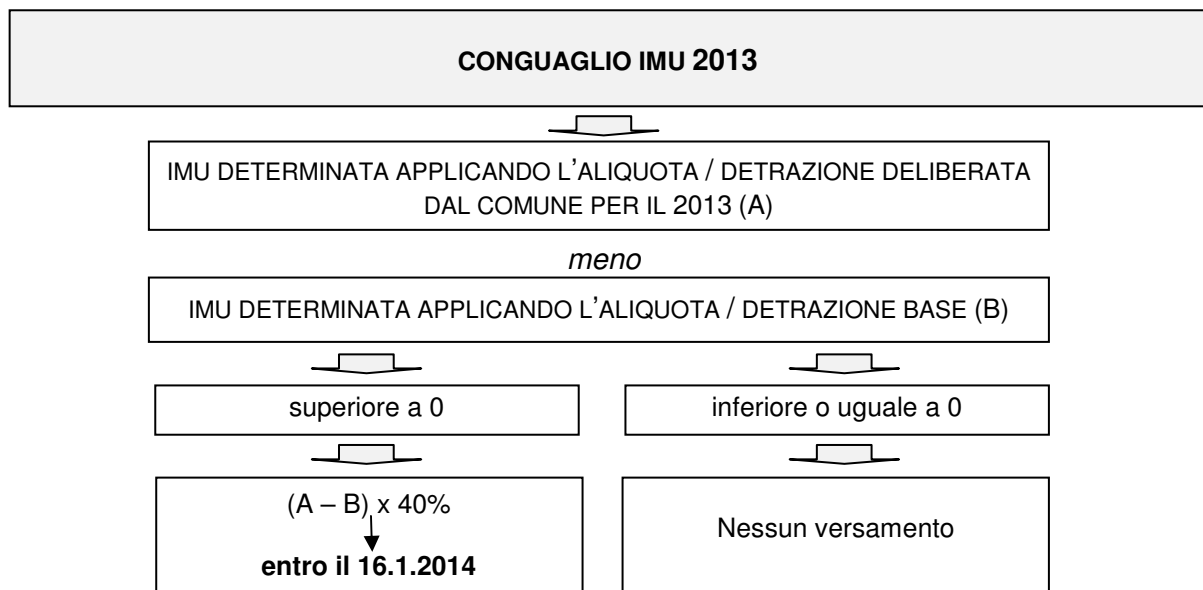 CONGUAGLIO IMU 2013
IMU DETERMINATA APPLICANDO L'ALIQUOTA / DETRAZIONE DELIBERATA
DAL COMUNE PER IL 2013 (A)
meno
IMU DETERMINATA APPLICANDO L'ALIQUOTA / DETRAZIONE BASE (B)
superiore a 0
inferiore o uguale a 0
(A – B) x 40%
entro il 16.1.2014
Nessun versamento